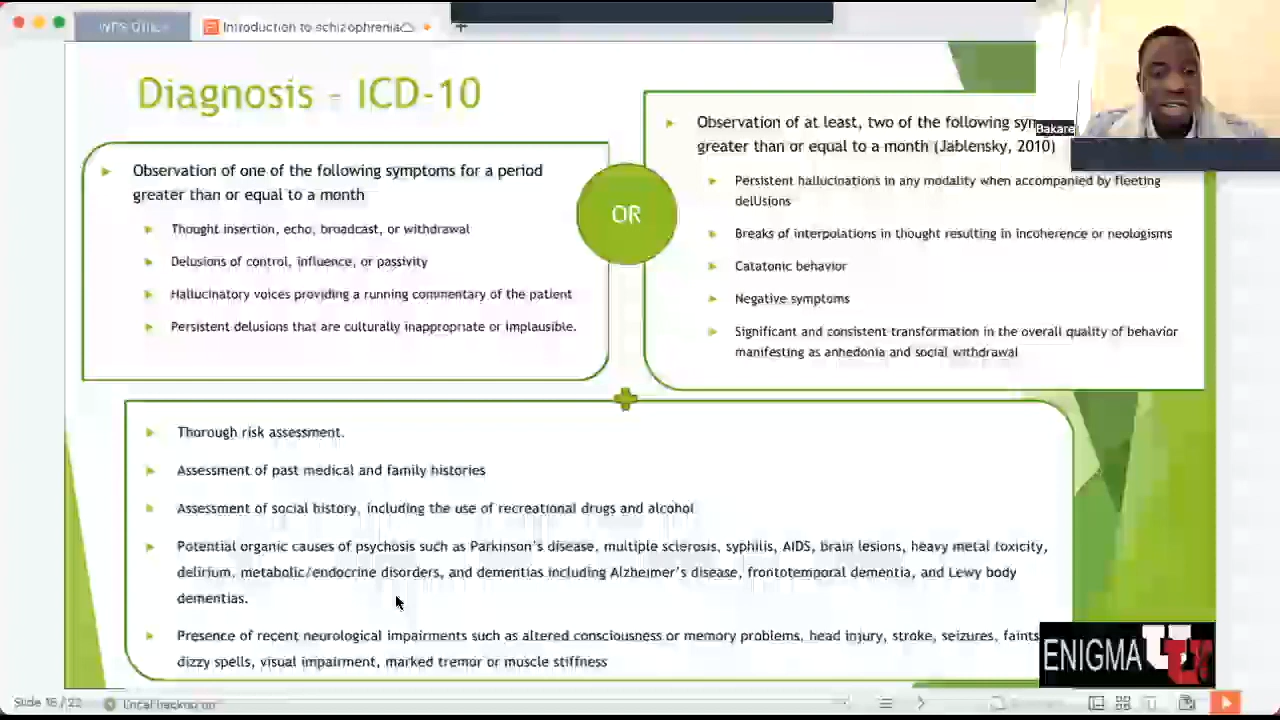 WPS Office
Introduction to schizophrenia
+
Diagnosis - ICD-10
Observation of one of the following symptoms for a period
greater than or equal to a month
Thought insertion, echo, broadcast, or withdrawal
Delusions of control, influence, or passivity
Hallucinatory voices providing a running commentary of the patient
Persistent delusions that are culturally inappropriate or implausible.
OR
Observation of at least, two of the following
greater than or equal to a month (Jablensky, 2010)
Persistent hallucinations in any modality when accompanied by fleeting
delusions
Breaks of interpolations in thought resulting in incoherence or neologisms
Catatonic behavior
Negative symptoms
Significant and consistent transformation in the overall quality of behavior
manifesting as anhedonia and social withdrawal
Bakare
Thorough risk assessment.
Assessment of past medical and family histories
Assessment of social history, including the use of recreational drugs and alcohol
Potential organic causes of psychosis such as Parkinson's disease, multiple sclerosis, syphilis, AIDS, brain lesions, heavy metal toxicity,
delirium, metabolic/endocrine disorders, and dementias including Alzheimer's disease, frontotemporal dementia, and Lewy body
dementias.
Presence of recent neurological impairments such as altered consciousness or memory problems, head injury, stroke, seizures, faints
dizzy spells, visual impairment, marked tremor or muscle stiffness
ENIGMA
Slide 16 / 22
Local backup on